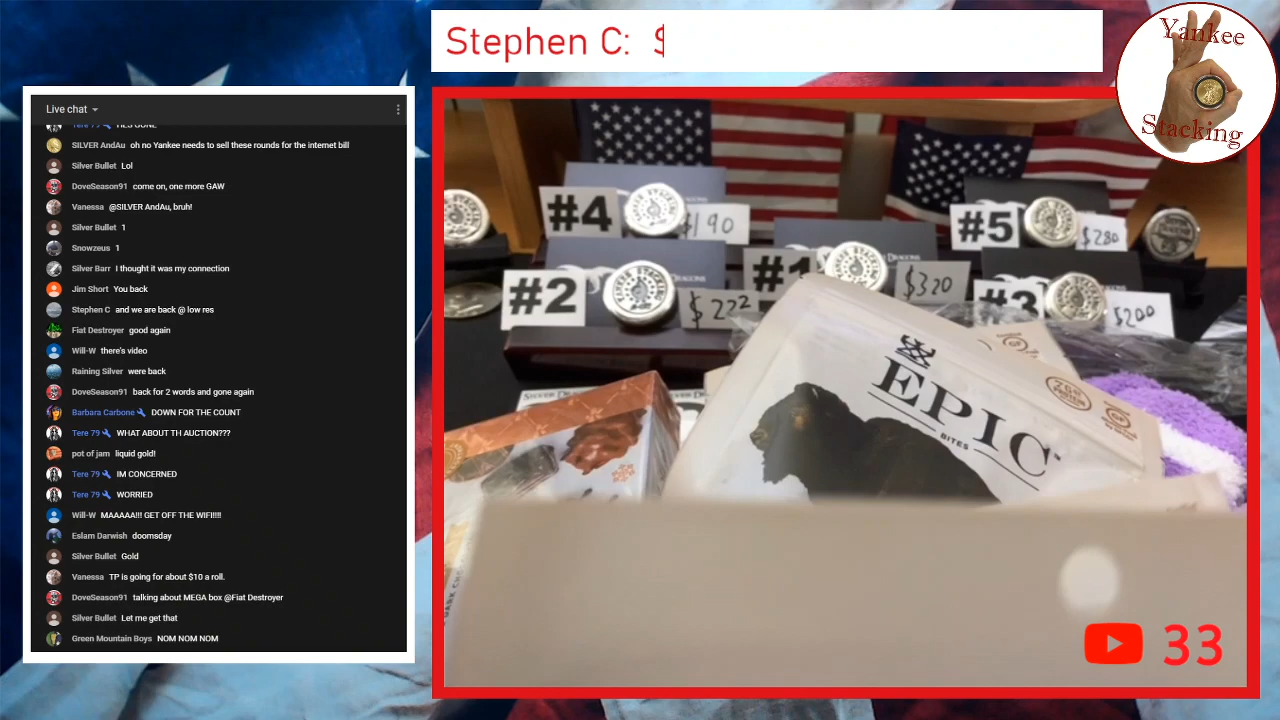 Stephen C: $
Yankee
Stacking
Live chat
Tere 79
SILVER AndAu oh no Yankee needs to sell these rounds for the internet bill
Silver Bullet Lol
DoveSeason91 come on, one more GAW
Vanessa @SILVER AndAu, bruh!
Silver Bullet 1
Snowzeus 1
Silver Barr I thought it was my connection
Jim Short You back
Stephen C and we are back @ low res
Fiat Destroyer good again
Will-W there's video
Raining Silver were back
DoveSeason91 back for 2 words and gone again
Barbara Carbone DOWN FOR THE COUNT
Tere 79 WHAT ABOUT TH AUCTION???
pot of jam liquid gold!
Tere 79 IM CONCERNED
Tere 79 WORRIED
Will-W MAAAAA!!! GET OFF THE WIFI!!!!
Eslam Darwish doomsday
Silver Bullet Gold
Vanessa TP is going for about $10 a roll.
DoveSeason91 talking about MEGA box @Fiat Destroyer
Silver Bullet Let me get that
Green Mountain Boys NOM NOM NOM
#4 $190
#5 $280
#2 $222
#1 $320
#3 $200
EPIC
BITES
33